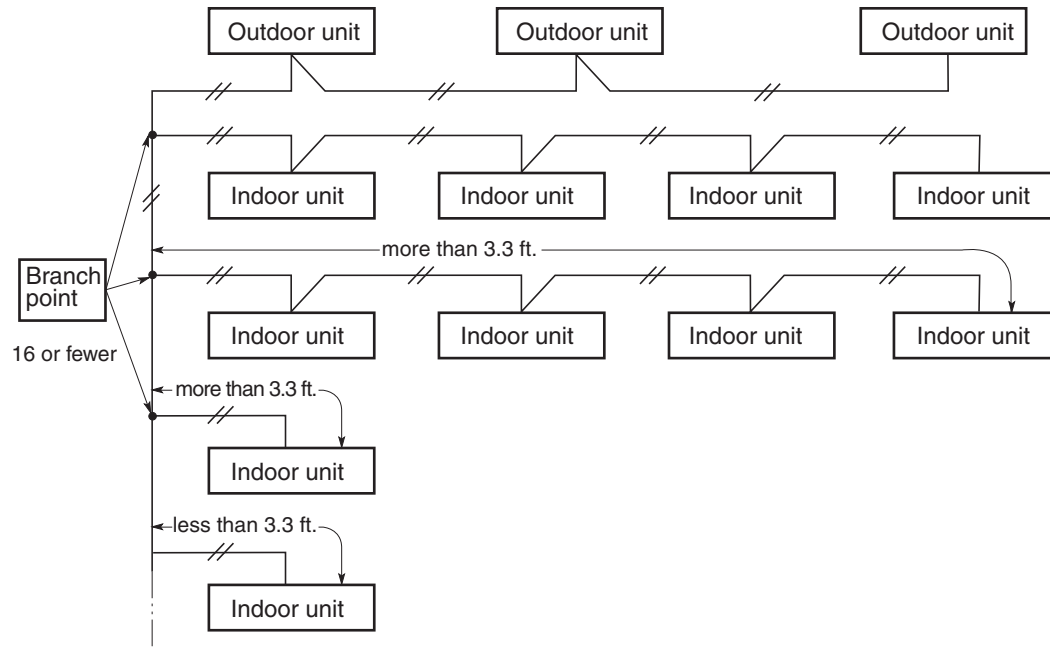 Outdoor unit
Outdoor unit
Outdoor unit
Indoor unit
Indoor unit
Indoor unit
Indoor unit
more than 3.3 ft.
Branch
point
Indoor unit
Indoor unit
Indoor unit
Indoor unit
16 or fewer
more than 3.3 ft.
Indoor unit
less than 3.3 ft.
Indoor unit